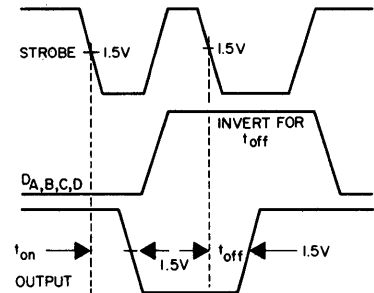 STROBE 1.5V 1.5V
INVERT FOR
toff
DA,B,C,D
ton 1.5V toff 1.5V
OUTPUT